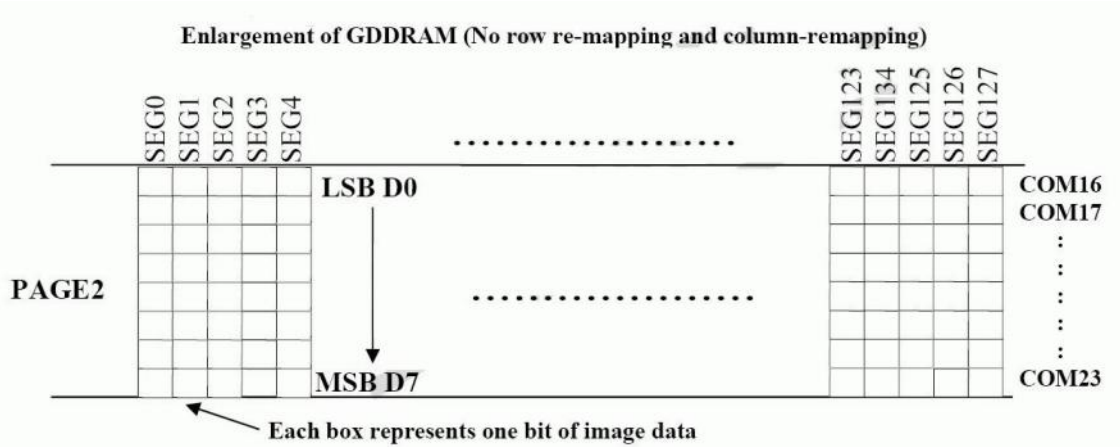 Enlargement of GDDRAM (No row re-mapping and column-remapping)
SEG0 SEG1 SEG2 SEG3 SEG4 SEG123 SEG134 SEG125 SEG126 SEG127
LSB D0 COM16
COM17
PAGE2
MSB D7 COM23
Each box represents one bit of image data